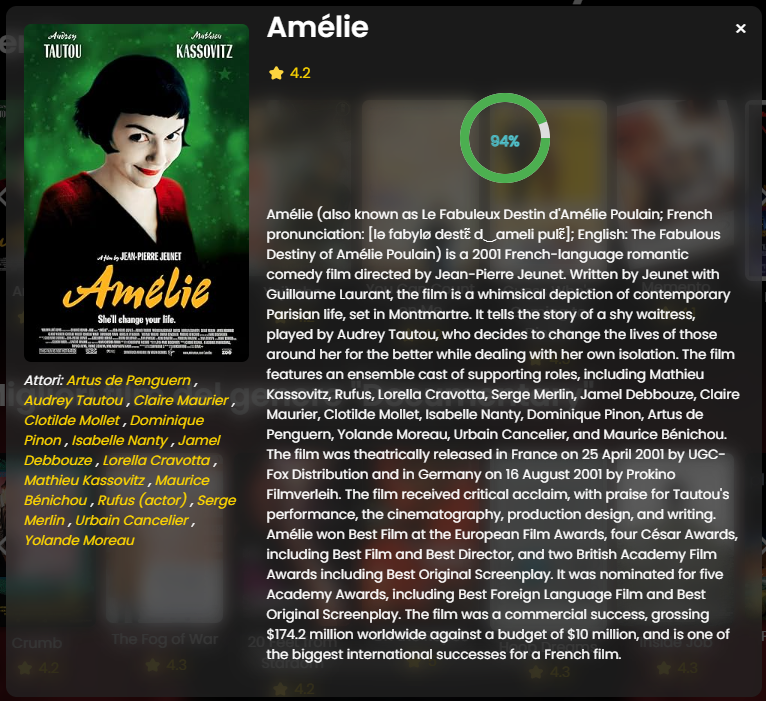 Amélie
×
4.2
94%
Audrey
TAUTOU
Mathieu
KASSOVITZ
A film by JEAN-PIERRE JEUNET
Amélie
She'll change your life.
Attori: Artus de Penguern ,
Audrey Tautou , Claire Maurier ,
Clotilde Mollet , Dominique
Pinon , Isabelle Nanty , Jamel
Debbouze , Lorella Cravotta ,
Mathieu Kassovitz , Maurice
Bénichou , Rufus (actor) , Serge
Merlin , Urbain Cancelier ,
Yolande Moreau
Amélie (also known as Le Fabuleux Destin d'Amélie Poulain; French
pronunciation: [lə fabylø dɛstɛ̃ d‿ameli pulɛ̃]; English: The Fabulous
Destiny of Amélie Poulain) is a 2001 French-language romantic
comedy film directed by Jean-Pierre Jeunet. Written by Jeunet with
Guillaume Laurant, the film is a whimsical depiction of contemporary
Parisian life, set in Montmartre. It tells the story of a shy waitress,
played by Audrey Tautou, who decides to change the lives of those
around her for the better while dealing with her own isolation. The film
features an ensemble cast of supporting roles, including Mathieu
Kassovitz, Rufus, Lorella Cravotta, Serge Merlin, Jamel Debbouze, Claire
Maurier, Clotilde Mollet, Isabelle Nanty, Dominique Pinon, Artus de
Penguern, Yolande Moreau, Urbain Cancelier, and Maurice Bénichou.
The film was theatrically released in France on 25 April 2001 by UGC-
Fox Distribution and in Germany on 16 August 2001 by Prokino
Filmverleih. The film received critical acclaim, with praise for Tautou's
performance, the cinematography, production design, and writing.
Amélie won Best Film at the European Film Awards, four César Awards,
including Best Film and Best Director, and two British Academy Film
Awards including Best Original Screenplay. It was nominated for five
Academy Awards, including Best Foreign Language Film and Best
Original Screenplay. The film was a commercial success, grossing
$174.2 million worldwide against a budget of $10 million, and is one of
the biggest international successes for a French film.
Crumb
4.2
The Fog of War
4.3
4.2
4.3
Inside Job
4.3